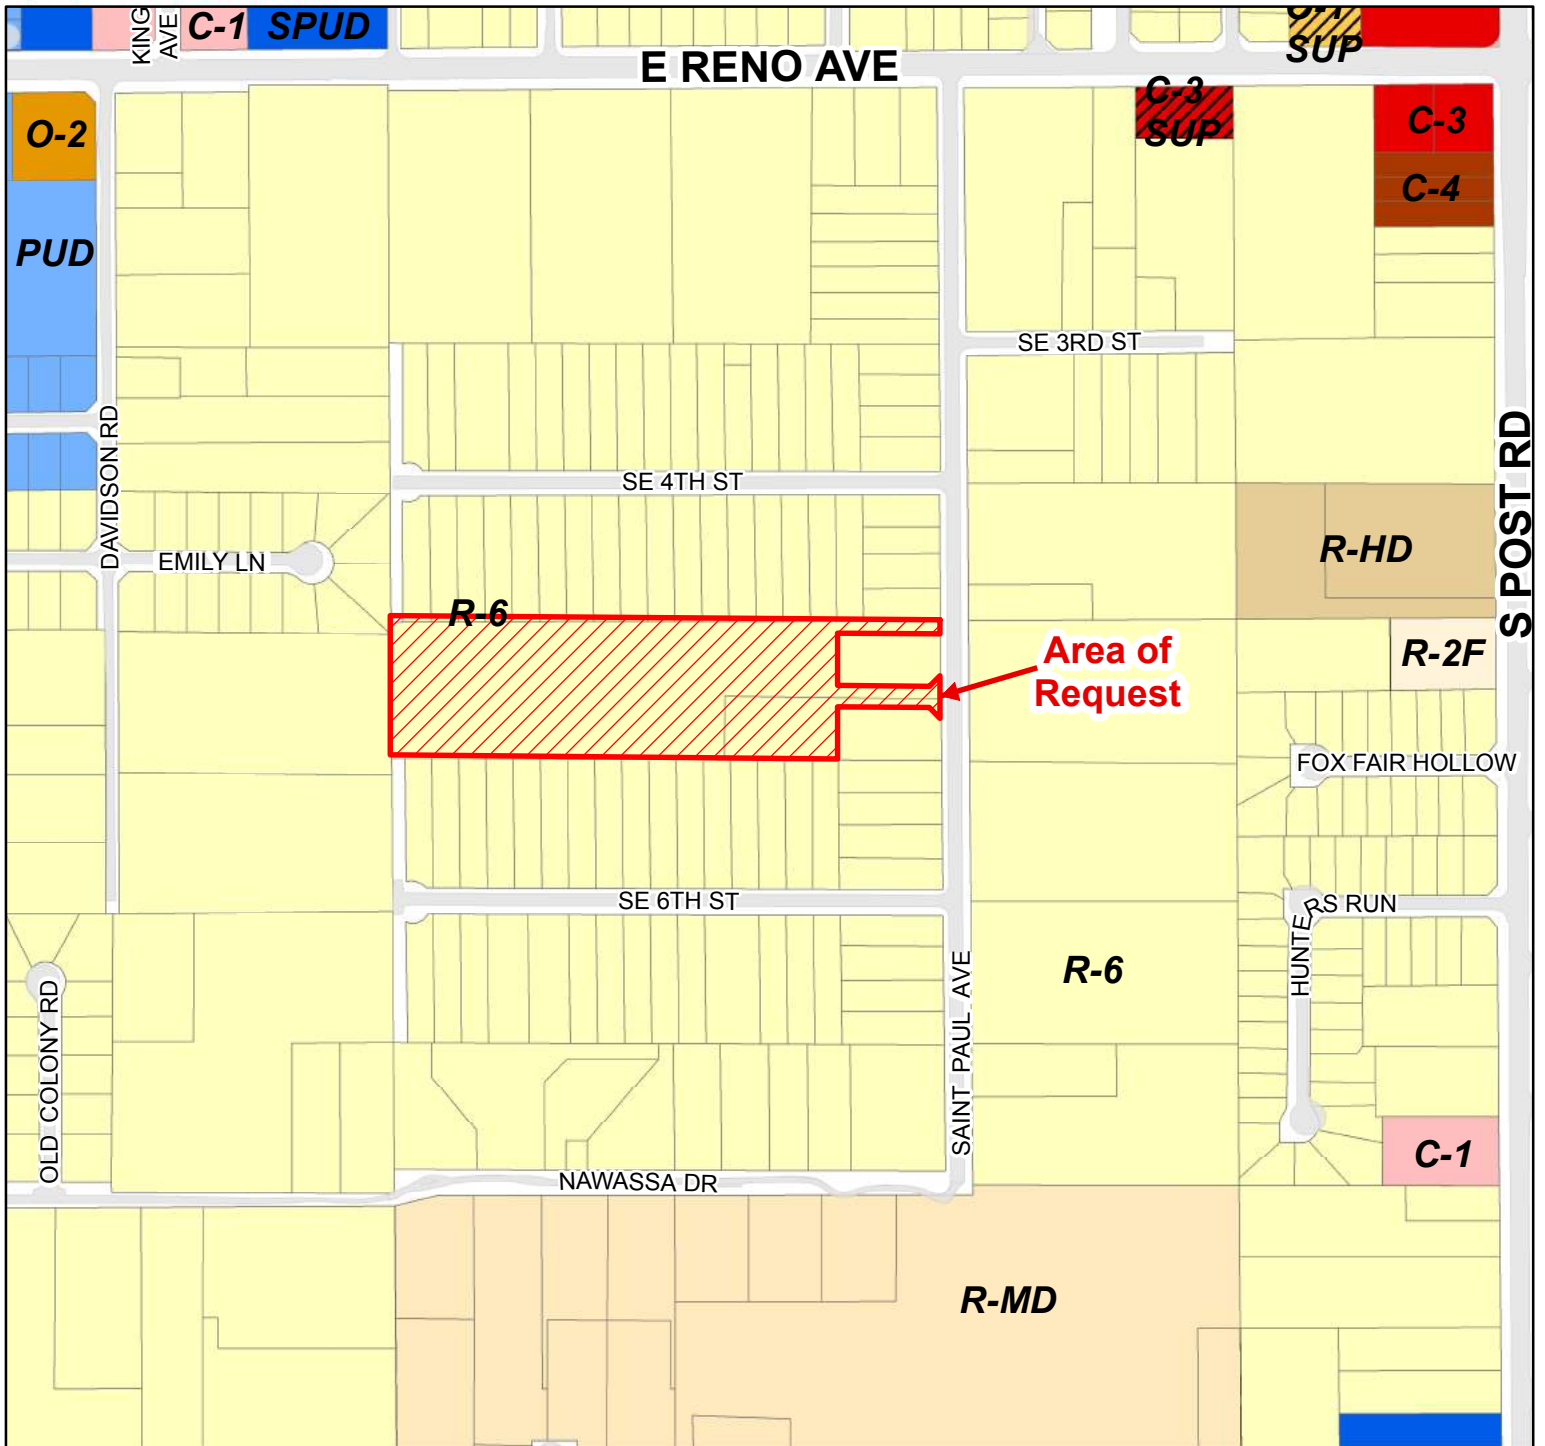 KING
AVE
C-1
SPUD
SUP
E RENO AVE
O-2
C-3
SUP
C-3
C-4
PUD
SE 3RD ST
DAVIDSON RD
SE 4TH ST
S POST RD
EMILY LN
R-HD
R-6
Area of
Request
R-2F
FOX FAIR HOLLOW
SE 6TH ST
HUNTERS RUN
R-6
SAINT PAUL AVE
OLD COLONY RD
C-1
NAWASSA DR
R-MD